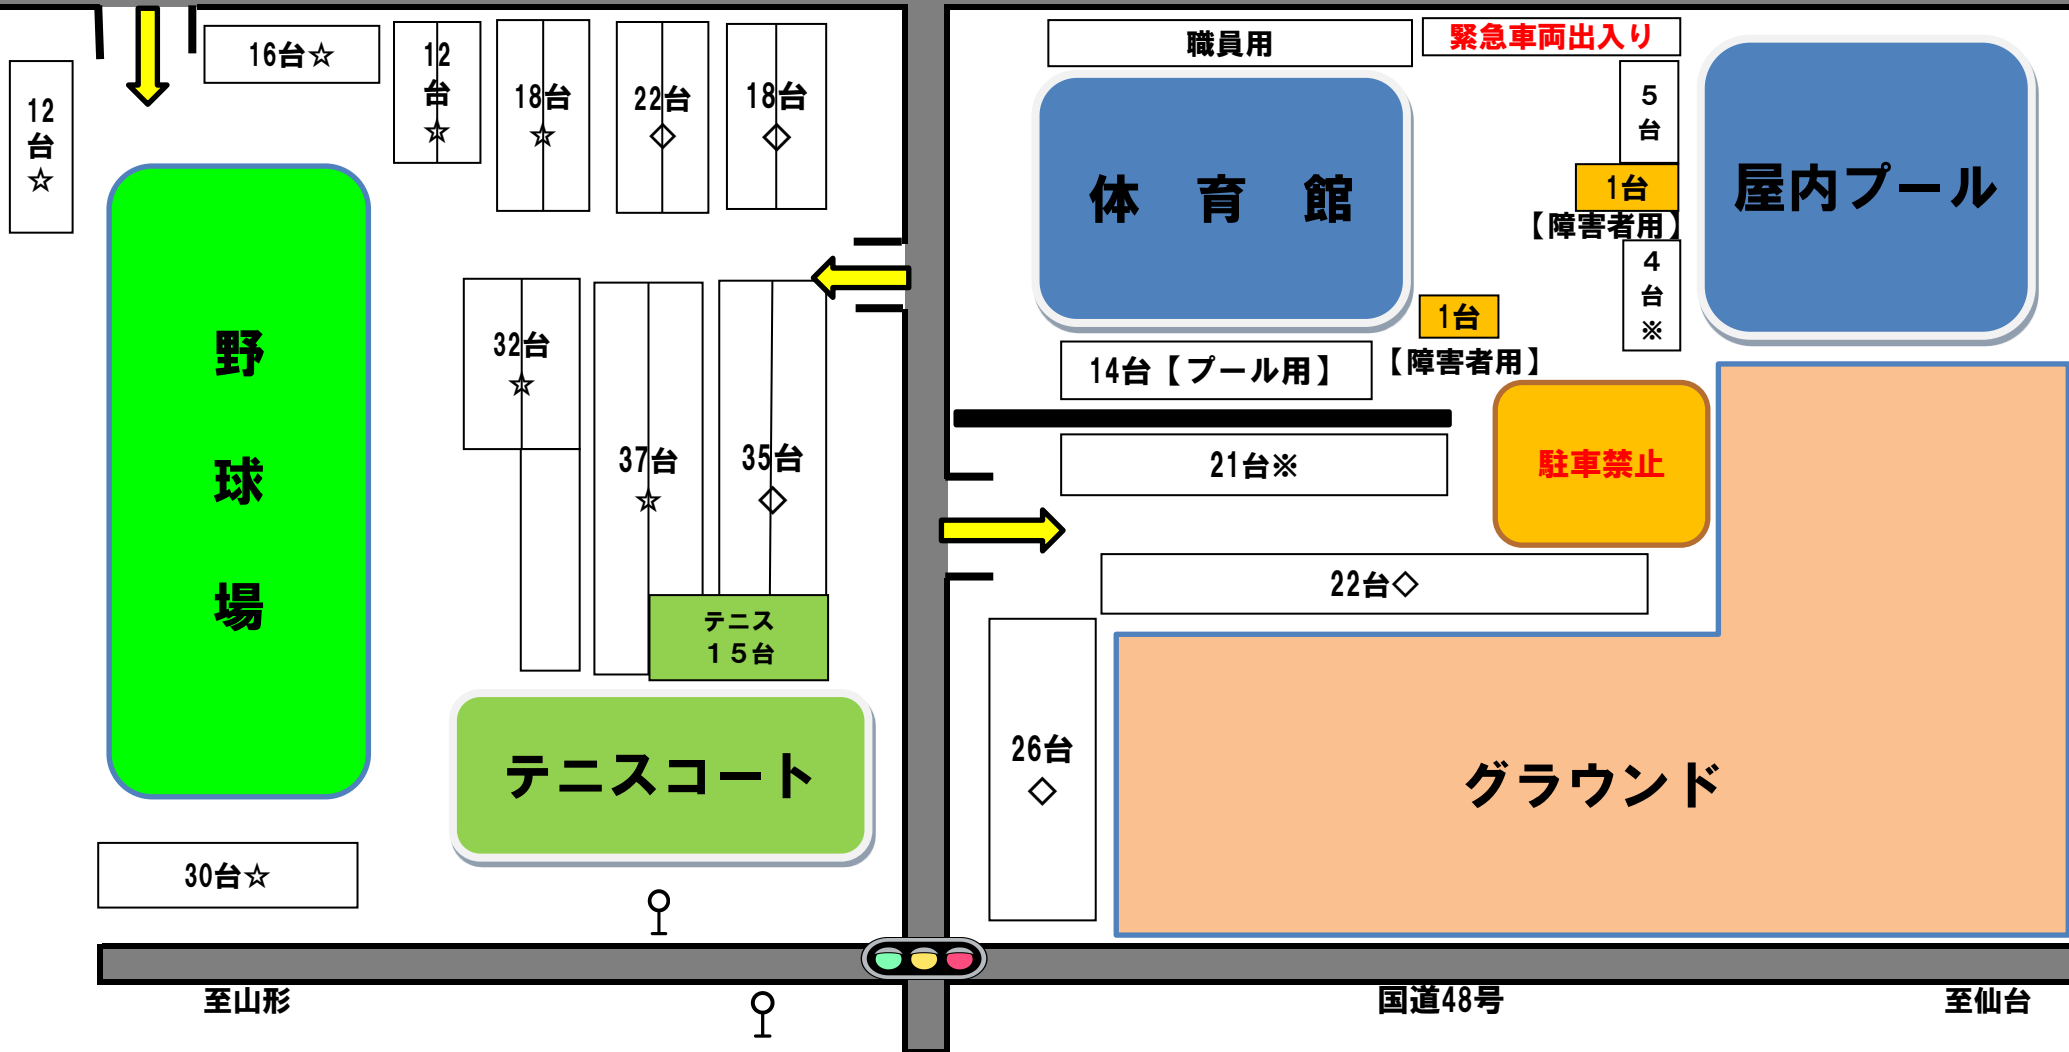 16台☆
12
台
☆
12
台
☆
18台
☆
22台
◇
18台
◇
32台
☆
37台
☆
35台
◇
テニス
15台
野
球
場
テニスコート
30台☆
職員用
緊急車両出入り
体 育 館
5
台
1台
【障害者用】
4
台
※
屋内プール
1台
【障害者用】
14台【プール用】
21台※
駐車禁止
22台◇
26台
◇
グラウンド
至山形
国道48号
至仙台